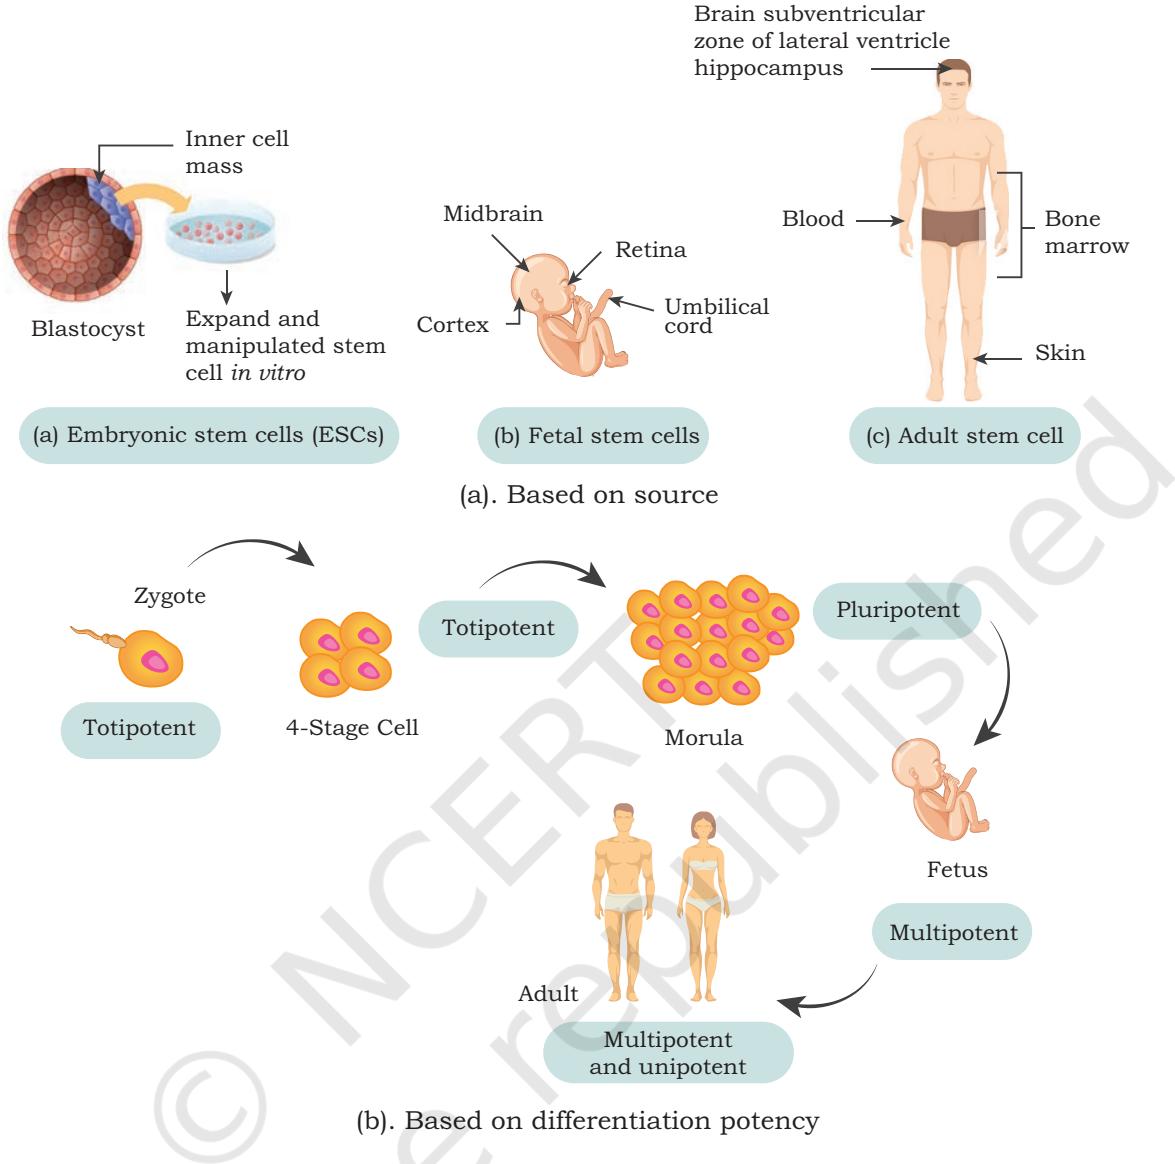 Brain subventricular
zone of lateral ventricle
hippocampus
Inner cell
mass
Blastocyst
Expand and
manipulated stem
cell in vitro
Midbrain
Retina
Cortex
Umbilical
cord
Blood
Bone
marrow
Skin
(a) Embryonic stem cells (ESCs)
(b) Fetal stem cells
(c) Adult stem cell
(a). Based on source
Zygote
Totipotent
4-Stage Cell
Totipotent
Morula
Pluripotent
Fetus
Multipotent
Adult
Multipotent
and unipotent
(b). Based on differentiation potency
© NCERT
be republished